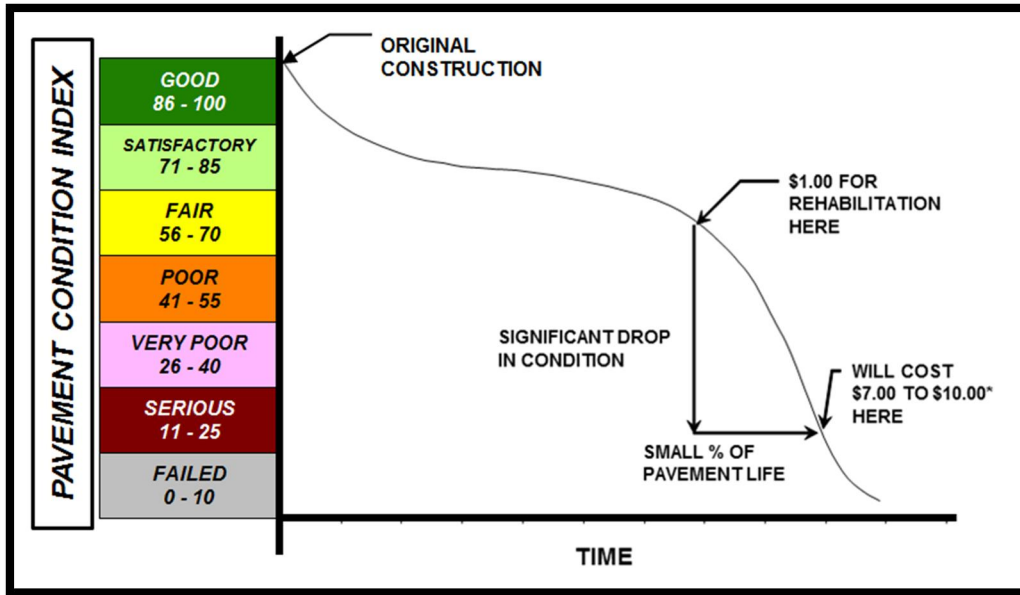 PAVEMENT CONDITION INDEX
GOOD
86 - 100
SATISFACTORY
71 - 85
FAIR
56 - 70
POOR
41 - 55
VERY POOR
26 - 40
SERIOUS
11 - 25
FAILED
0 - 10
ORIGINAL
CONSTRUCTION
$1.00 FOR
REHABILITATION
HERE
SIGNIFICANT DROP
IN CONDITION
WILL COST
$7.00 TO $10.00*
HERE
SMALL % OF
PAVEMENT LIFE
TIME